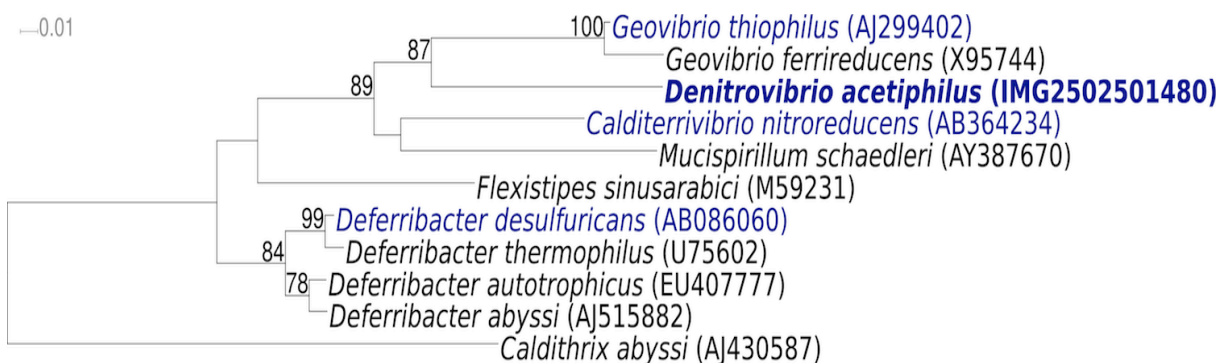 0.01
100 Geovibrio thiophilus (AJ299402)
87
Geovibrio ferrireducens (X95744)
89
Denitrovibrio acetiphilus (IMG2502501480)
Calditerrivibrio nitroreducens (AB364234)
Mucispirillum schaedleri (AY387670)
Flexistipes sinusarabici (M59231)
99 Deferribacter desulfuricans (AB086060)
84
Deferribacter thermophilus (U75602)
78 Deferribacter autotrophicus (EU407777)
Deferribacter abyssi (AJ515882)
Caldithrix abyssi (AJ430587)